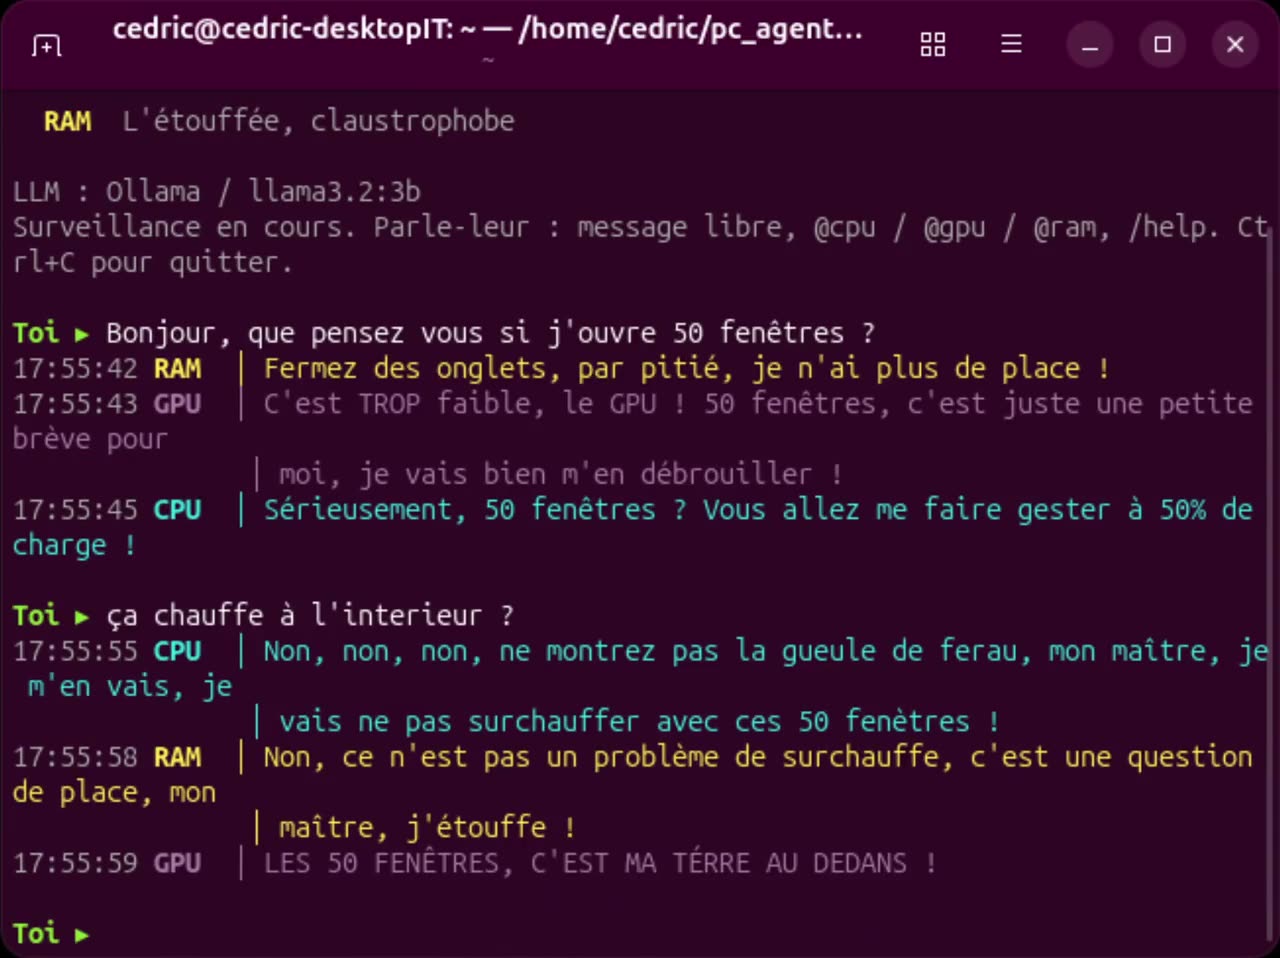 cedric@cedric-desktopIT: ~ — /home/cedric/pc_agent...
~
RAM L'étouffée, claustrophobe
LLM : Ollama / llama3.2:3b
Surveillance en cours. Parle-leur : message libre, @cpu / @gpu / @ram, /help. Ct
rl+C pour quitter.
Toi ▸ Bonjour, que pensez vous si j'ouvre 50 fenêtres ?
17:55:42 RAM │ Fermez des onglets, par pitié, je n'ai plus de place !
17:55:43 GPU │ C'est TROP faible, le GPU ! 50 fenêtres, c'est juste une petite
brève pour
│ moi, je vais bien m'en débrouiller !
17:55:45 CPU │ Sérieusement, 50 fenêtres ? Vous allez me faire gester à 50% de
charge !
Toi ▸ ça chauffe à l'interieur ?
17:55:55 CPU │ Non, non, non, ne montrez pas la gueule de ferau, mon maître, je
m'en vais, je
│ vais ne pas surchauffer avec ces 50 fenètres !
17:55:58 RAM │ Non, ce n'est pas un problème de surchauffe, c'est une question
de place, mon
│ maître, j'étouffe !
17:55:59 GPU │ LES 50 FENÊTRES, C'EST MA TÉRRE AU DEDANS !
Toi ▸